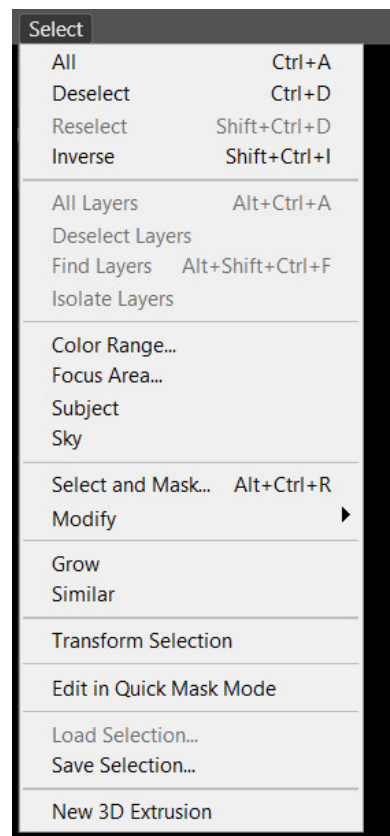 Select
All Ctrl+A
Deselect Ctrl+D
Reselect Shift+Ctrl+D
Inverse Shift+Ctrl+I
All Layers Alt+Ctrl+A
Deselect Layers
Find Layers Alt+Shift+Ctrl+F
Isolate Layers
Color Range...
Focus Area...
Subject
Sky
Select and Mask... Alt+Ctrl+R
Modify
Grow
Similar
Transform Selection
Edit in Quick Mask Mode
Load Selection...
Save Selection...
New 3D Extrusion